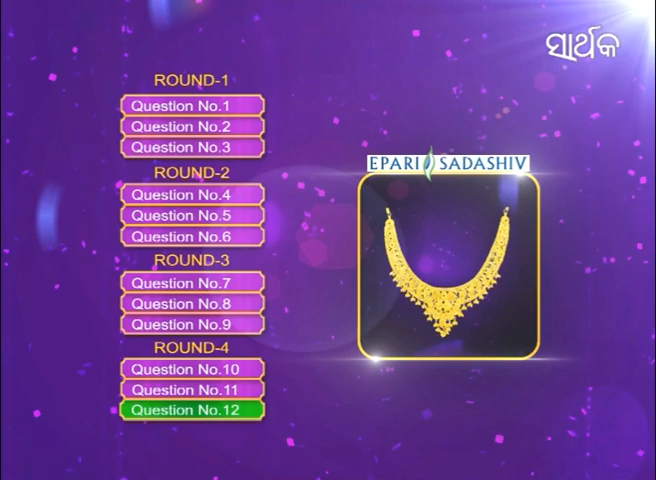 ସାର୍ଥକ
ROUND-1
Question No.1
Question No.2
Question No.3
ROUND-2
Question No.4
Question No.5
Question No.6
ROUND-3
Question No.7
Question No.8
Question No.9
ROUND-4
Question No.10
Question No.11
Question No.12
EPARI SADASHIV